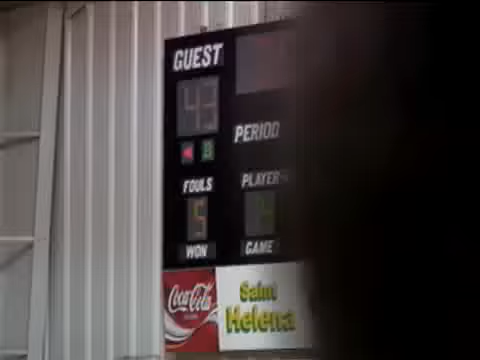 GUEST
43
PERIOD
B
FOULS
PLAYER
5
WON
GAME
Coca-Cola
Saint
Helena